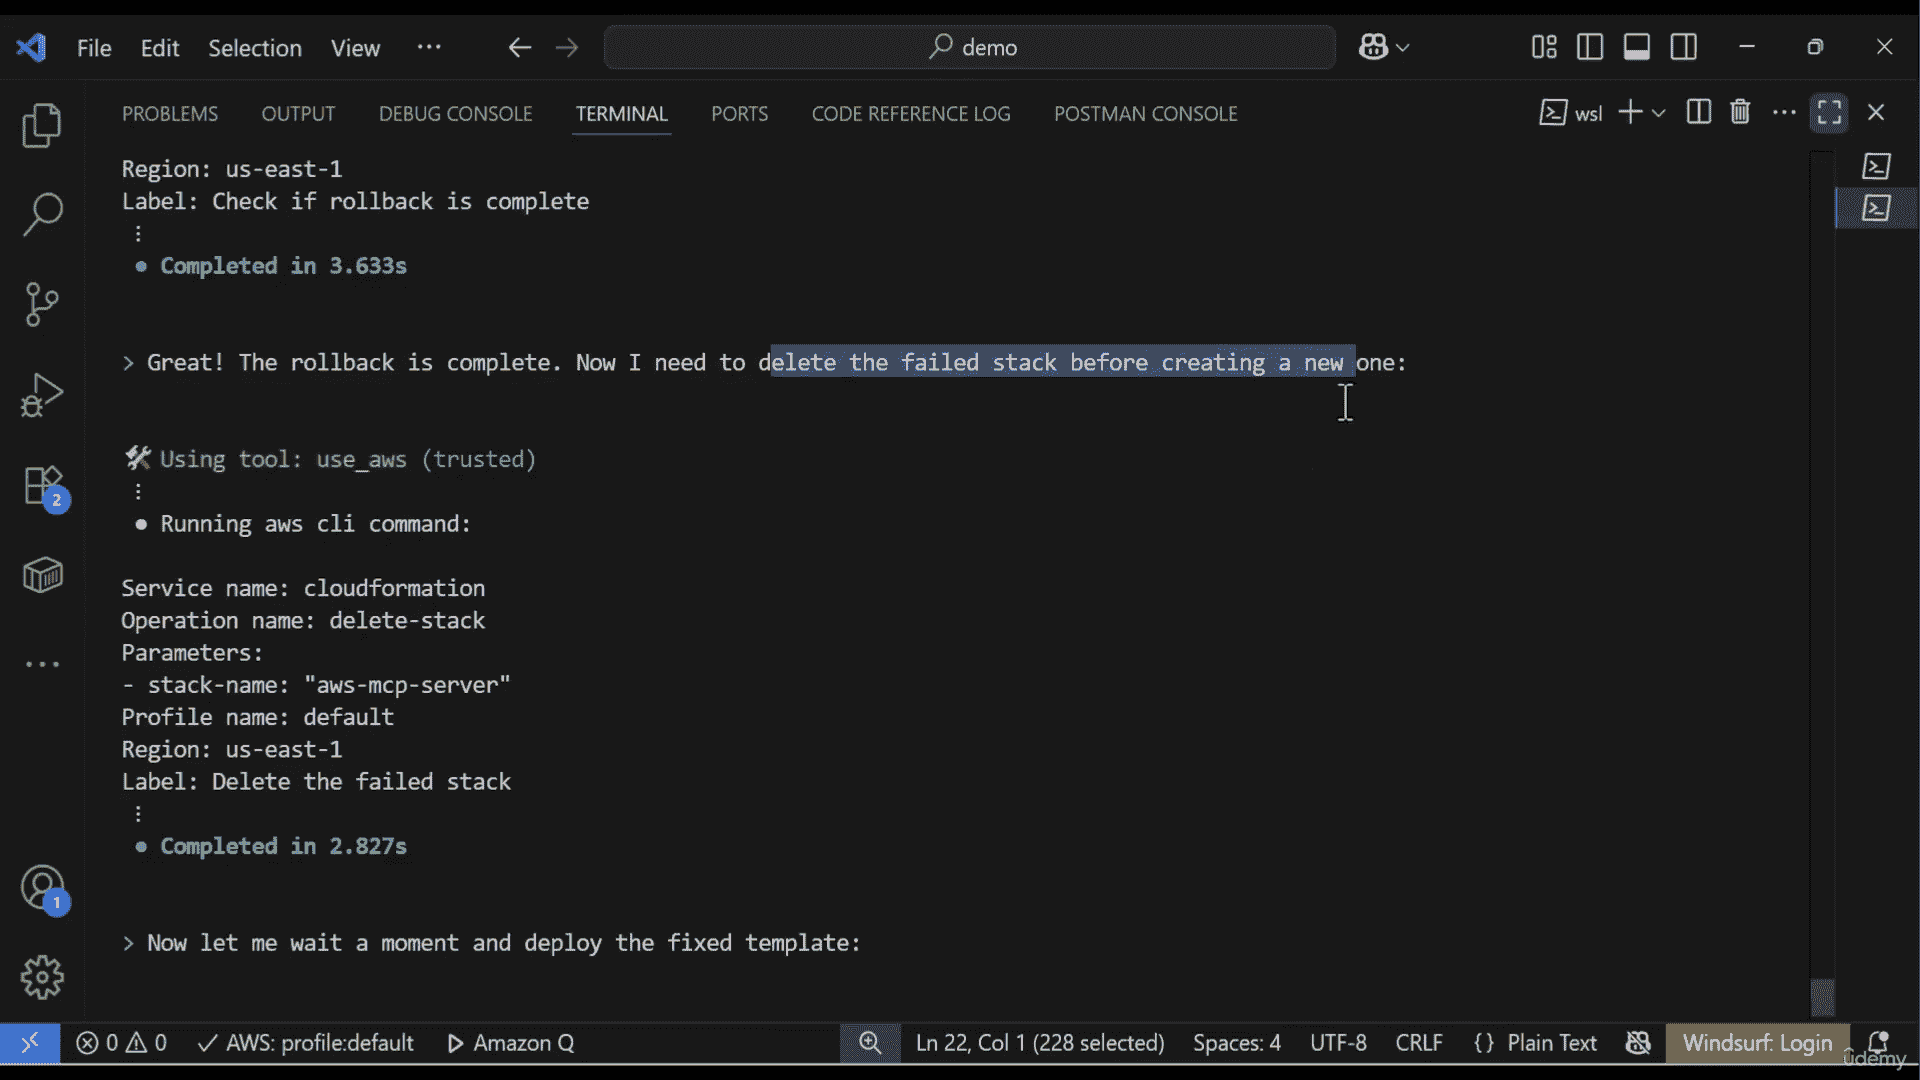 File Edit Selection View ··· demo
PROBLEMS OUTPUT DEBUG CONSOLE TERMINAL PORTS CODE REFERENCE LOG POSTMAN CONSOLE wsl
Region: us-east-1
Label: Check if rollback is complete
⋮
● Completed in 3.633s
> Great! The rollback is complete. Now I need to delete the failed stack before creating a new one:
🛠 Using tool: use_aws (trusted)
⋮
● Running aws cli command:
Service name: cloudformation
Operation name: delete-stack
Parameters:
- stack-name: "aws-mcp-server"
Profile name: default
Region: us-east-1
Label: Delete the failed stack
⋮
● Completed in 2.827s
> Now let me wait a moment and deploy the fixed template:
2
1
0 0 AWS: profile:default Amazon Q Ln 22, Col 1 (228 selected) Spaces: 4 UTF-8 CRLF {} Plain Text Windsurf: Login
ûdemy